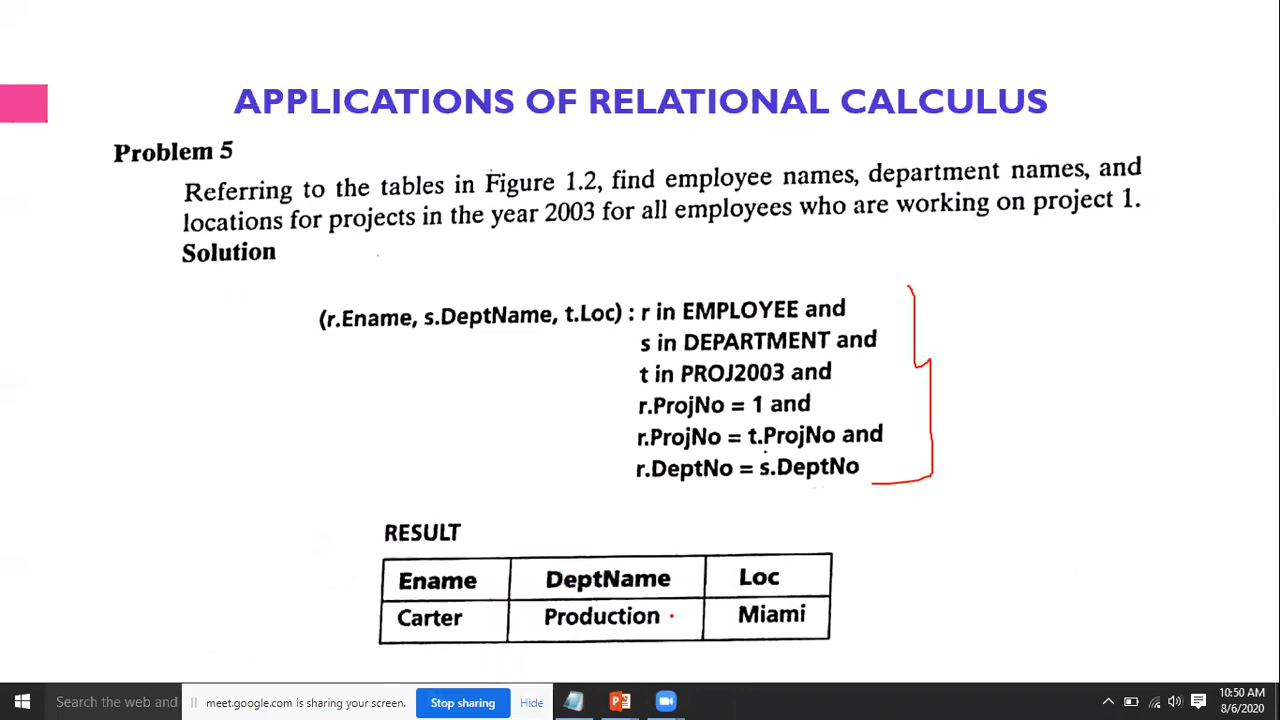 APPLICATIONS OF RELATIONAL CALCULUS
Problem 5
Referring to the tables in Figure 1.2, find employee names, department names, and
locations for projects in the year 2003 for all employees who are working on project 1.
Solution
(r.Ename, s.DeptName, t.Loc) : r in EMPLOYEE and
s in DEPARTMENT and
t in PROJ2003 and
r.ProjNo = 1 and
r.ProjNo = t.ProjNo and
r.DeptNo = s.DeptNo
RESULT
Ename DeptName Loc
Carter Production Miami
Search the web and
meet.google.com is sharing your screen.
Stop sharing
Hide
10:50 AM
8/6/2020